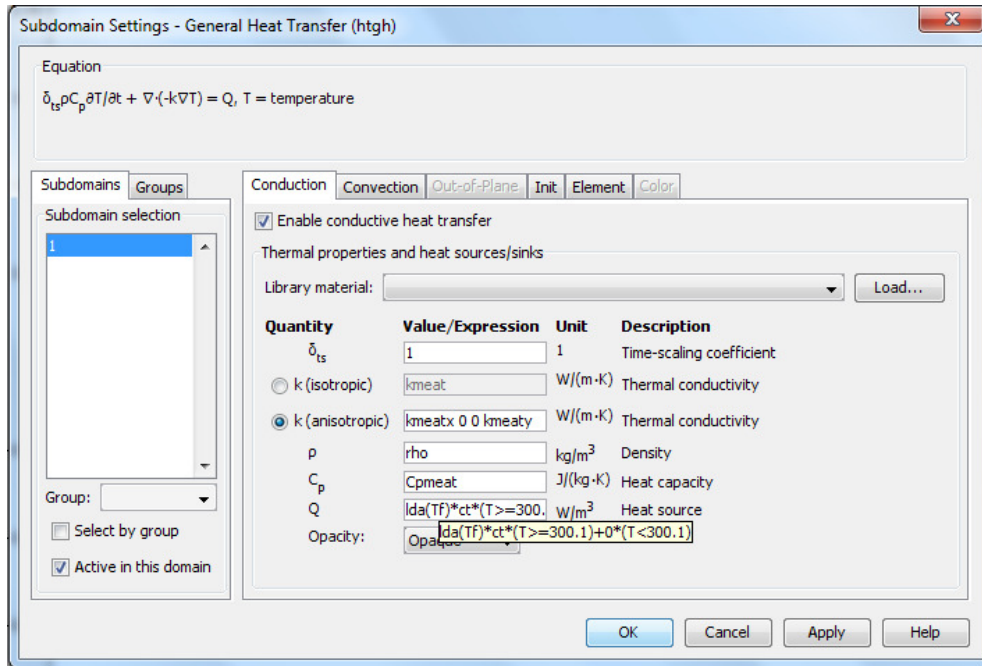 Subdomain Settings - General Heat Transfer (htgh)
Equation
δtsρCp∂T/∂t + ∇·(-k∇T) = Q, T = temperature
Subdomains Groups
Subdomain selection
1
Group:
Select by group
Active in this domain
Conduction Convection Out-of-Plane Init Element Color
Enable conductive heat transfer
Thermal properties and heat sources/sinks
Library material: Load...
Quantity Value/Expression Unit Description
δts 1 1 Time-scaling coefficient
k (isotropic) kmeat W/(m·K) Thermal conductivity
k (anisotropic) kmeatx 0 0 kmeaty W/(m·K) Thermal conductivity
ρ rho kg/m³ Density
Cp Cpmeat J/(kg·K) Heat capacity
Q lda(Tf)*ct*(T>=300. W/m³ Heat source
Opacity: Opaque
lda(Tf)*ct*(T>=300.1)+0*(T<300.1)
OK Cancel Apply Help